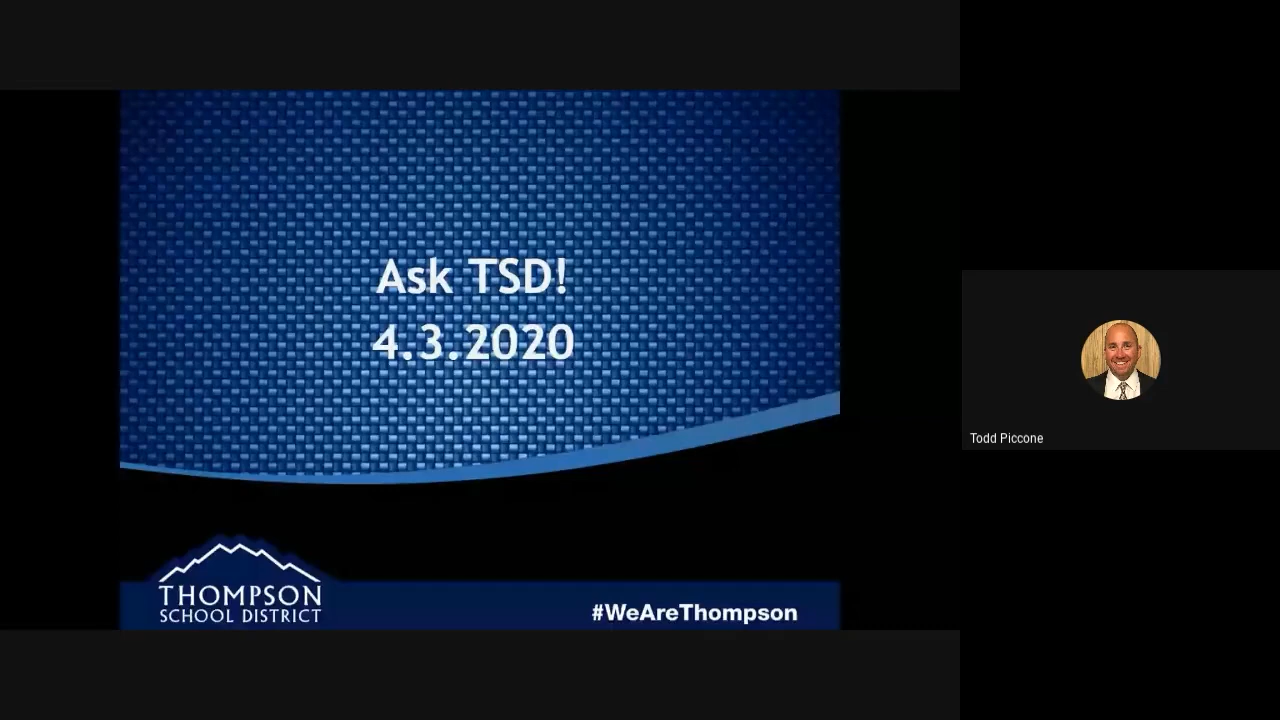 Ask TSD!
4.3.2020
Todd Piccone
THOMPSON
SCHOOL DISTRICT
#WeAreThompson